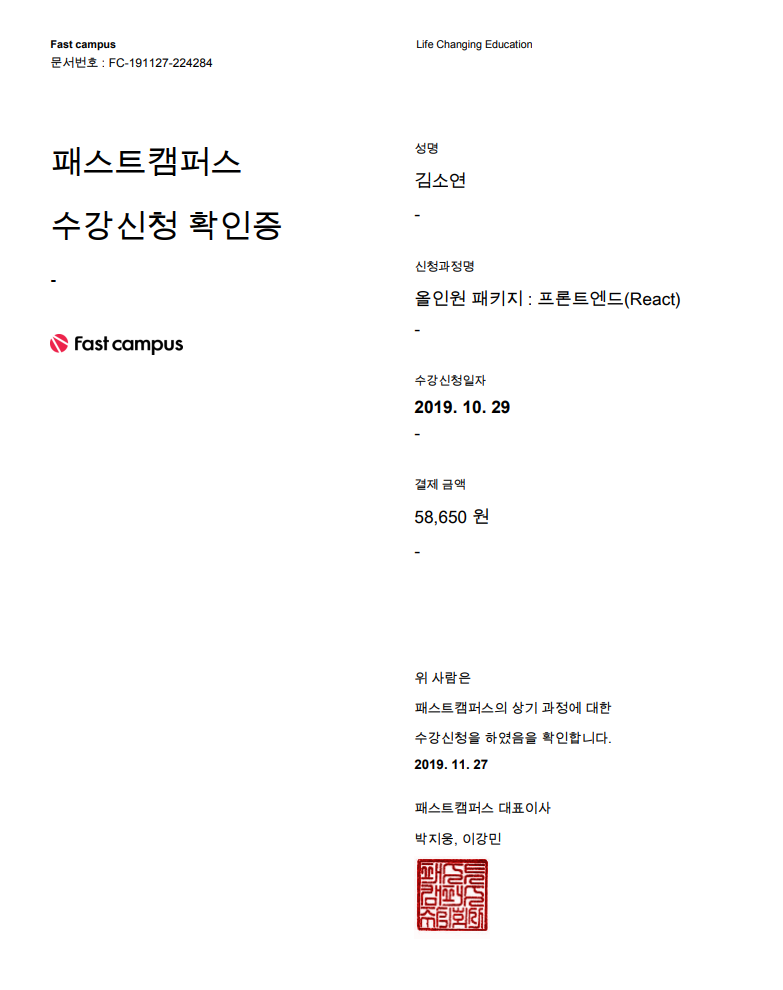 Fast campus
Life Changing Education
문서번호 : FC-191127-224284
패스트캠퍼스
수강신청 확인증
-
Fast campus
성명
김소연
-
신청과정명
올인원 패키지 : 프론트엔드(React)
-
수강신청일자
2019. 10. 29
-
결제 금액
58,650 원
-
위 사람은
패스트캠퍼스의 상기 과정에 대한
수강신청을 하였음을 확인합니다.
2019. 11. 27
패스트캠퍼스 대표이사
박지웅, 이강민